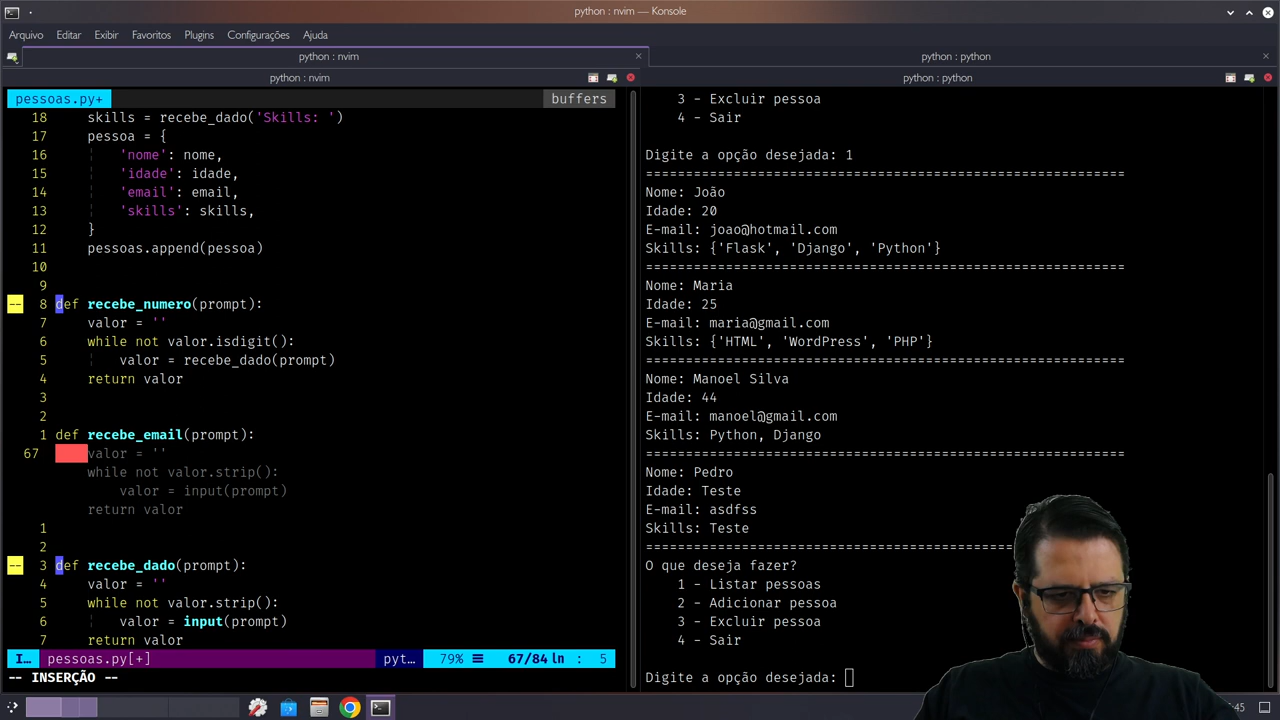 python : nvim — Konsole
Arquivo Editar Exibir Favoritos Plugins Configurações Ajuda
python : nvim
python : python
python : nvim
python : python
pessoas.py+ buffers
18 skills = recebe_dado('Skills: ')
17 pessoa = {
16 'nome': nome,
15 'idade': idade,
14 'email': email,
13 'skills': skills,
12 }
11 pessoas.append(pessoa)
10
9
-- 8 def recebe_numero(prompt):
7 valor = ''
6 while not valor.isdigit():
5 valor = recebe_dado(prompt)
4 return valor
3
2
1 def recebe_email(prompt):
67 valor = ''
while not valor.strip():
valor = input(prompt)
return valor
1
2
-- 3 def recebe_dado(prompt):
4 valor = ''
5 while not valor.strip():
6 valor = input(prompt)
7 return valor
I… pessoas.py[+] pyt… 79% ☰ 67/84 ln : 5
-- INSERÇÃO --
3 - Excluir pessoa
4 - Sair
Digite a opção desejada: 1
============================================================
Nome: João
Idade: 20
E-mail: joao@hotmail.com
Skills: {'Flask', 'Django', 'Python'}
============================================================
Nome: Maria
Idade: 25
E-mail: maria@gmail.com
Skills: {'HTML', 'WordPress', 'PHP'}
============================================================
Nome: Manoel Silva
Idade: 44
E-mail: manoel@gmail.com
Skills: Python, Django
============================================================
Nome: Pedro
Idade: Teste
E-mail: asdfss
Skills: Teste
==============================================
O que deseja fazer?
1 - Listar pessoas
2 - Adicionar pessoa
3 - Excluir pessoa
4 - Sair
Digite a opção desejada:
:45